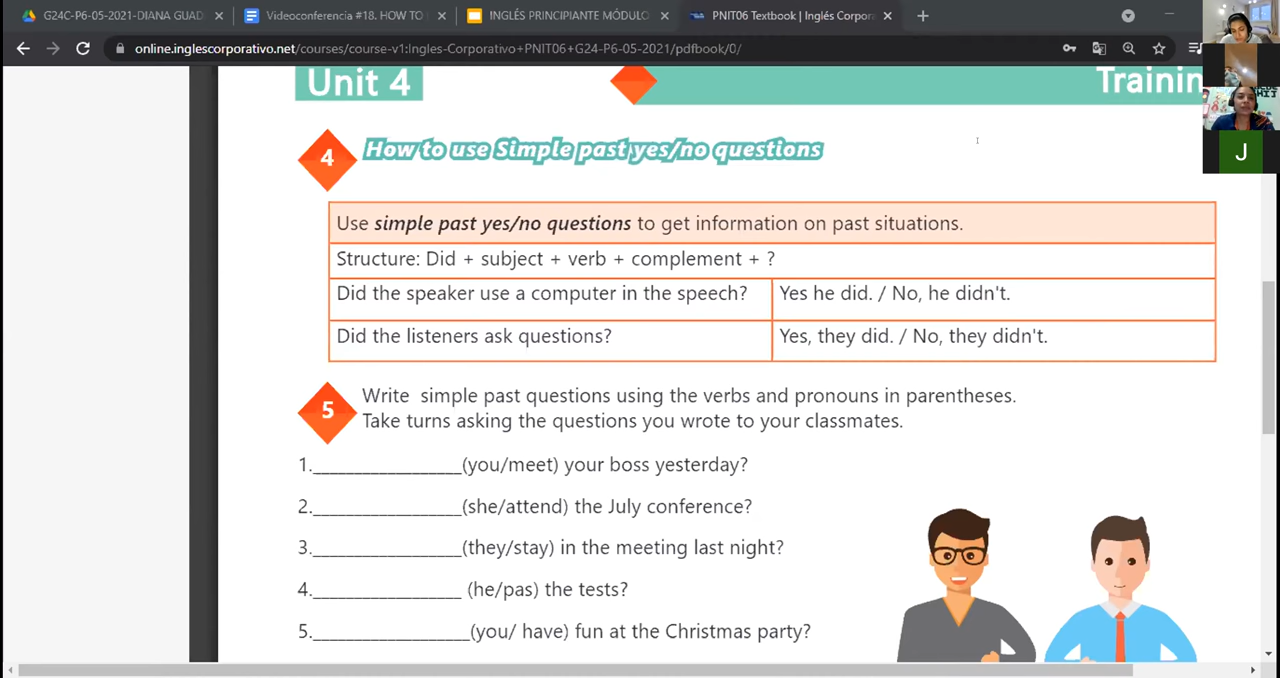 G24C-P6-05-2021-DIANA GUAD
Videoconferencia #18. HOW TO
INGLÉS PRINCIPIANTE MÓDULO
PNIT06 Textbook | Inglés Corpora
online.inglescorporativo.net/courses/course-v1:Ingles-Corporativo+PNIT06+G24-P6-05-2021/pdfbook/0/
Unit 4
Trainin
4
How to use Simple past yes/no questions
J
Use simple past yes/no questions to get information on past situations.
Structure: Did + subject + verb + complement + ?
Did the speaker use a computer in the speech?
Yes he did. / No, he didn't.
Did the listeners ask questions?
Yes, they did. / No, they didn't.
5
Write simple past questions using the verbs and pronouns in parentheses.
Take turns asking the questions you wrote to your classmates.
1.__________________(you/meet) your boss yesterday?
2.__________________(she/attend) the July conference?
3.__________________(they/stay) in the meeting last night?
4.__________________ (he/pas) the tests?
5.___________________(you/ have) fun at the Christmas party?